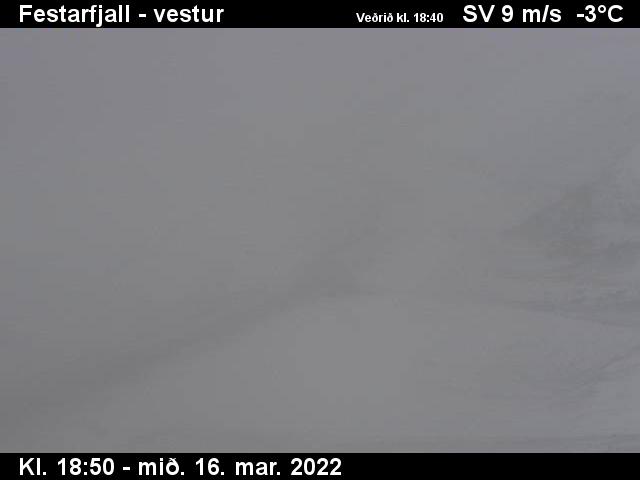 Festarfjall - vestur Veðrið kl. 18:40 SV 9 m/s -3°C
Kl. 18:50 - mið. 16. mar. 2022